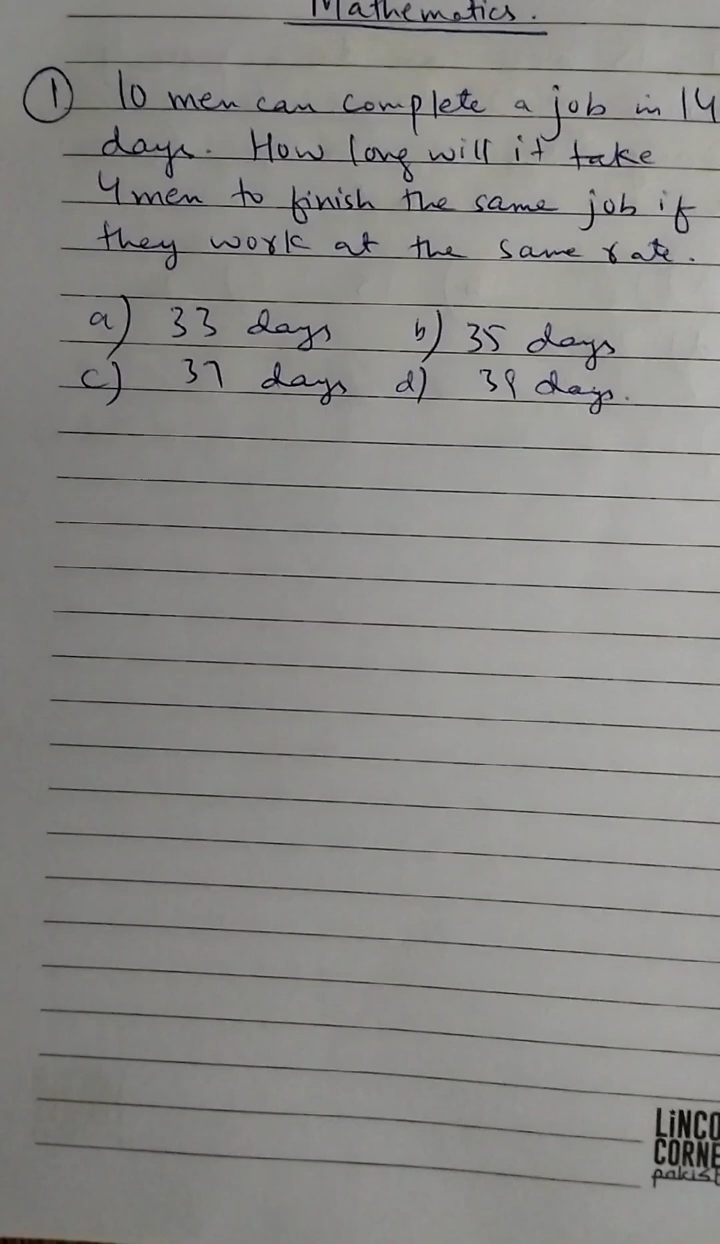 Mathematics.
① 10 men can complete a job in 14
days. How long will it take
4 men to finish the same job if
they work at the same rate.
a) 33 days b) 35 days
c) 37 days d) 39 days.
LiNCO
CORNE
pakist